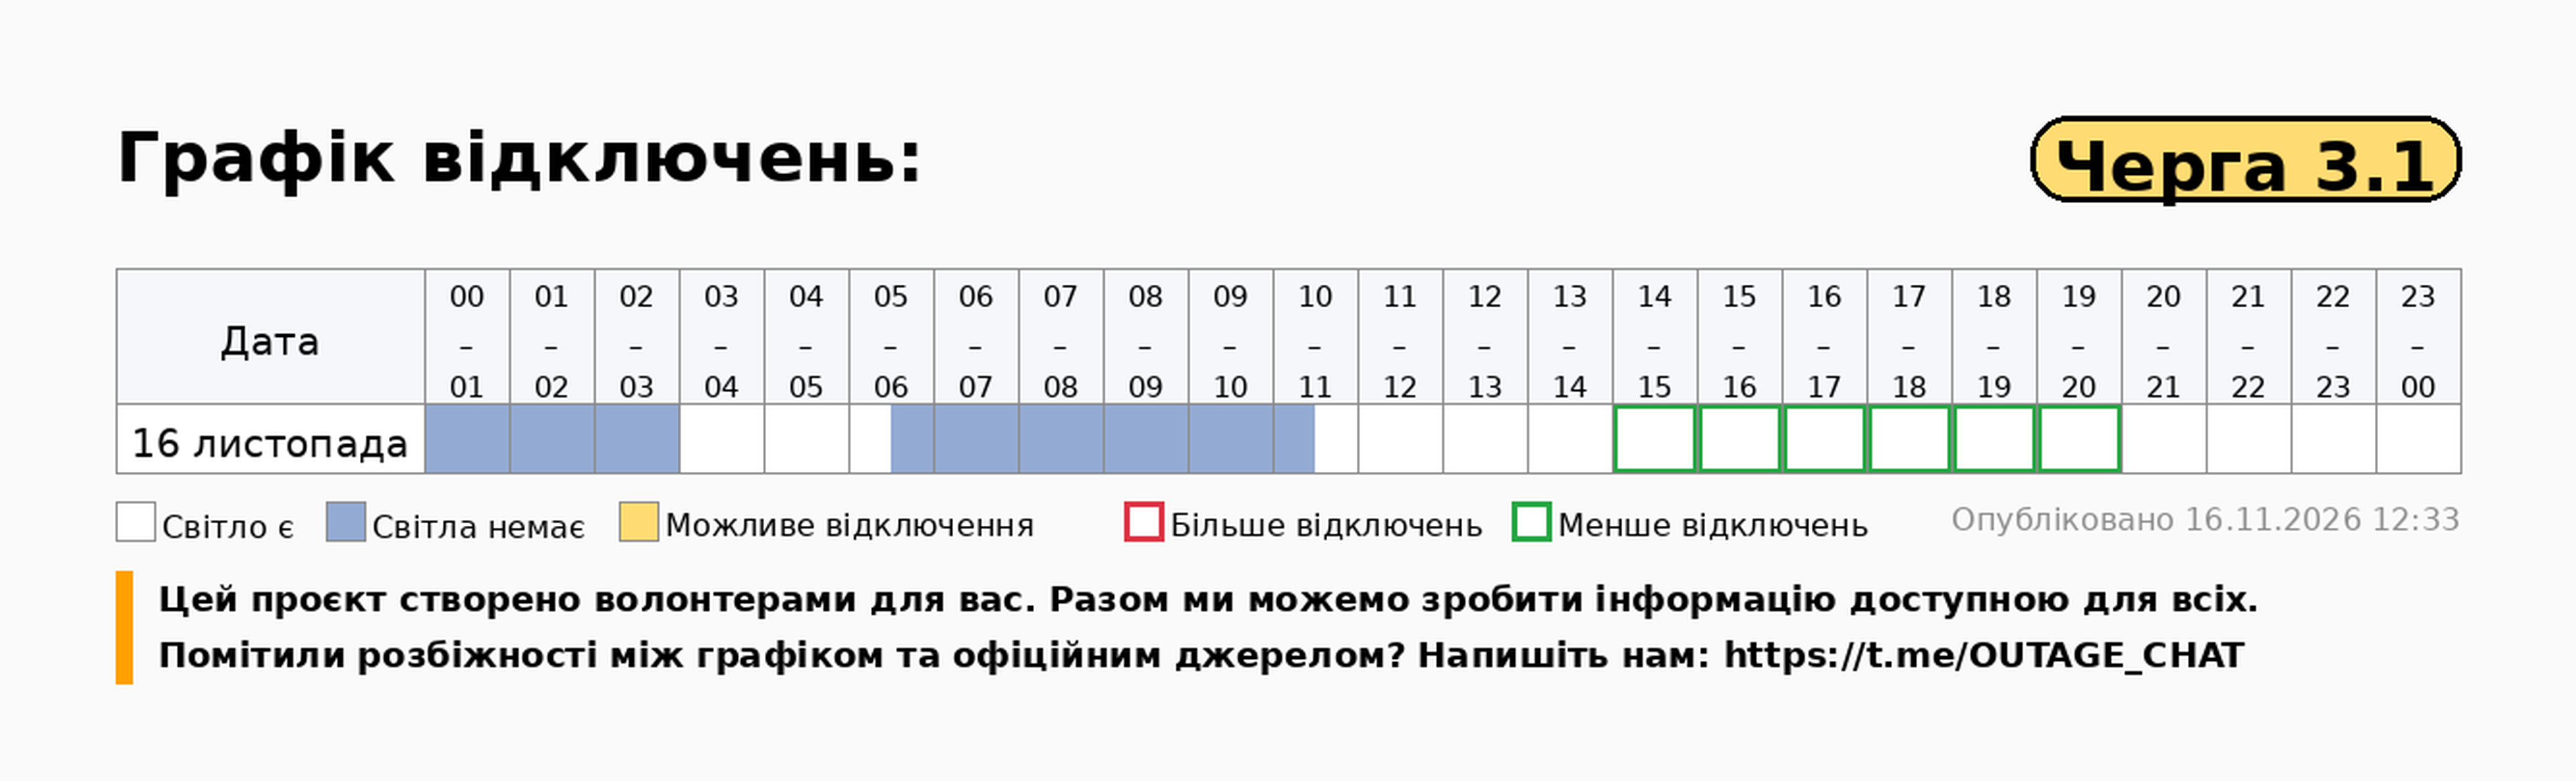 Графік відключень:
Черга 3.1
Дата
00 – 01
01 – 02
02 – 03
03 – 04
04 – 05
05 – 06
06 – 07
07 – 08
08 – 09
09 – 10
10 – 11
11 – 12
12 – 13
13 – 14
14 – 15
15 – 16
16 – 17
17 – 18
18 – 19
19 – 20
20 – 21
21 – 22
22 – 23
23 – 00
16 листопада
Світло є
Світла немає
Можливе відключення
Більше відключень
Менше відключень
Опубліковано 16.11.2026 12:33
Цей проєкт створено волонтерами для вас. Разом ми можемо зробити інформацію доступною для всіх.
Помітили розбіжності між графіком та офіційним джерелом? Напишіть нам: https://t.me/OUTAGE_CHAT